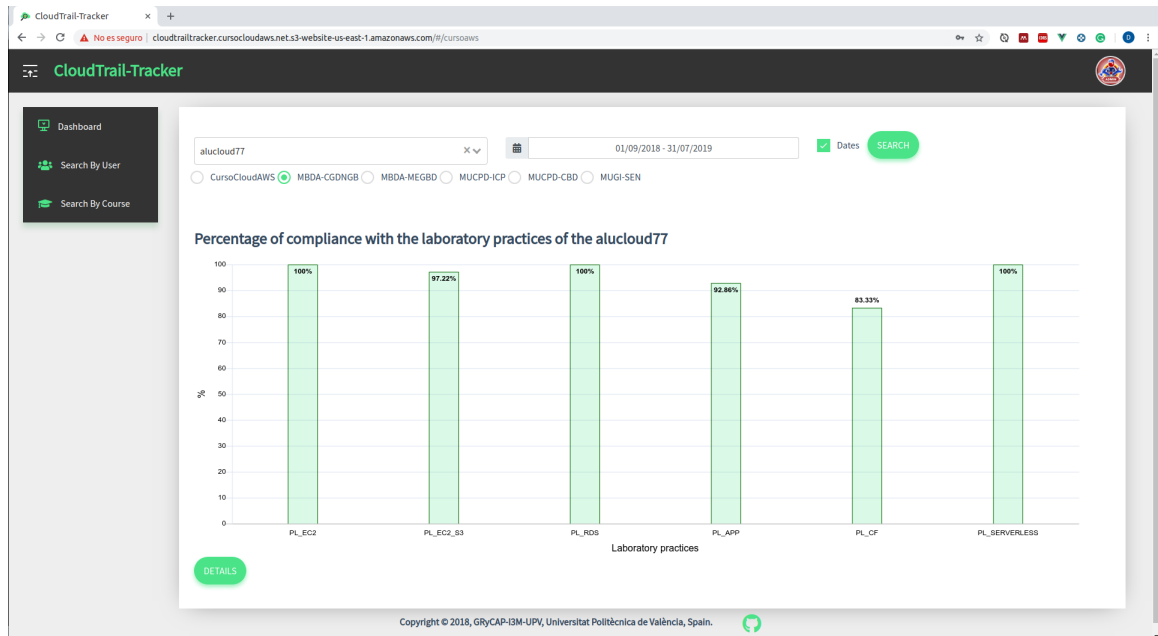 CloudTrail-Tracker × +
No es seguro | cloudtrailtracker.cursocloudaws.net.s3-website-us-east-1.amazonaws.com/#/cursoaws
CloudTrail-Tracker
Dashboard
Search By User
Search By Course
alucloud77
01/09/2018 - 31/07/2019
Dates
SEARCH
CursoCloudAWS MBDA-CGDNGB MBDA-MEGBD MUCPD-ICP MUCPD-CBD MUGI-SEN
Percentage of compliance with the laboratory practices of the alucloud77
100
90
80
70
60
50
40
30
20
10
0
%
100%
97.22%
100%
92.86%
83.33%
100%
PL_EC2 PL_EC2_S3 PL_RDS PL_APP PL_CF PL_SERVERLESS
Laboratory practices
DETAILS
Copyright © 2018, GRyCAP-I3M-UPV, Universitat Politècnica de València, Spain.